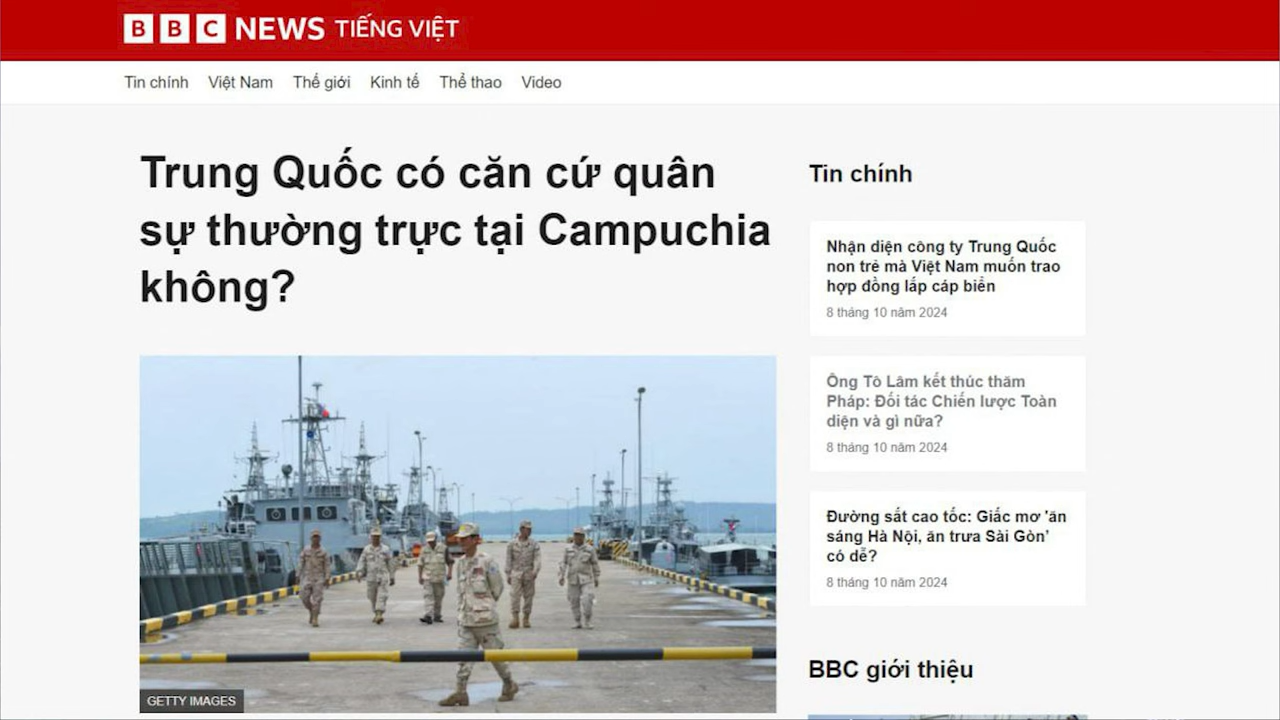 BBC NEWS TIẾNG VIỆT
Tin chính Việt Nam Thế giới Kinh tế Thể thao Video
Trung Quốc có căn cứ quân
sự thường trực tại Campuchia
không?
GETTY IMAGES
Tin chính
Nhận diện công ty Trung Quốc
non trẻ mà Việt Nam muốn trao
hợp đồng lắp cáp biển
8 tháng 10 năm 2024
Ông Tô Lâm kết thúc thăm
Pháp: Đối tác Chiến lược Toàn
diện và gì nữa?
8 tháng 10 năm 2024
Đường sắt cao tốc: Giấc mơ 'ăn
sáng Hà Nội, ăn trưa Sài Gòn'
có dễ?
8 tháng 10 năm 2024
BBC giới thiệu